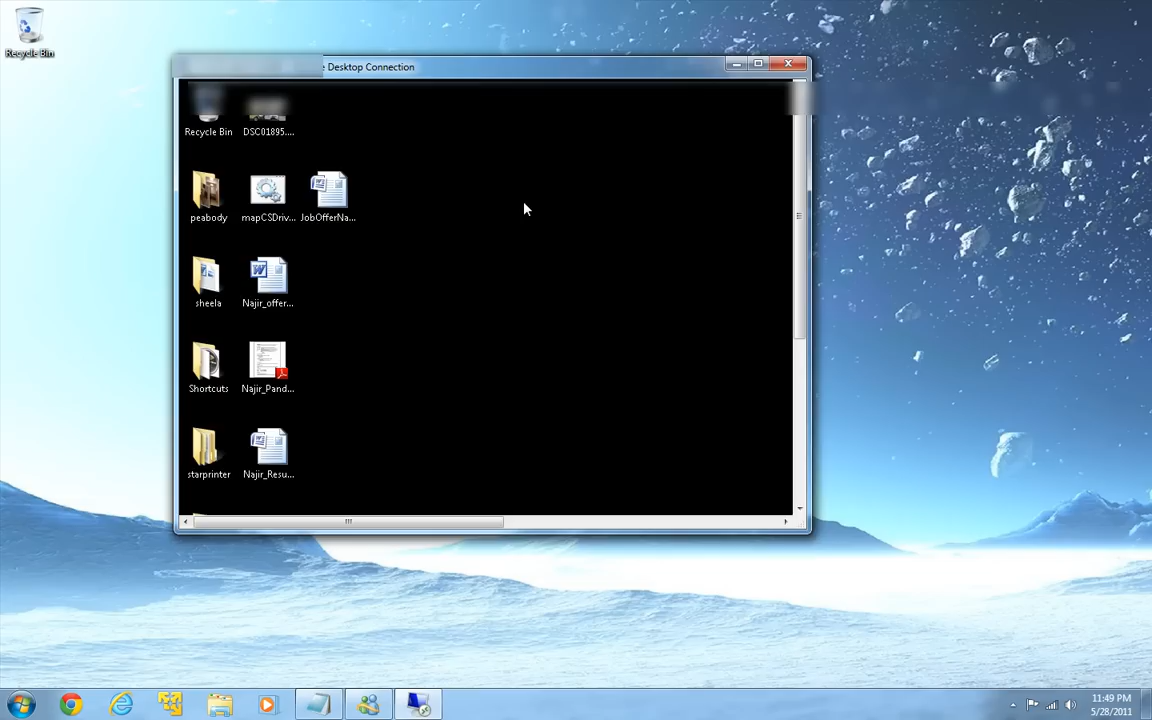 Recycle Bin
e Desktop Connection
Recycle Bin
DSC01895....
peabody
mapCSDriv...
JobOfferNa...
sheela
Najir_offer...
Shortcuts
Najir_Pand...
starprinter
Najir_Resu...
11:49 PM
5/28/2011